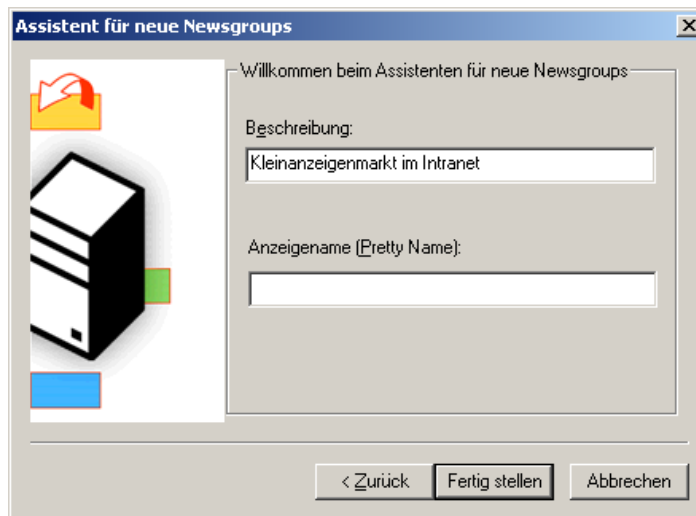 Assistent für neue Newsgroups
Willkommen beim Assistenten für neue Newsgroups
Beschreibung:
Kleinanzeigenmarkt im Intranet
Anzeigename (Pretty Name):
< Zurück Fertig stellen Abbrechen